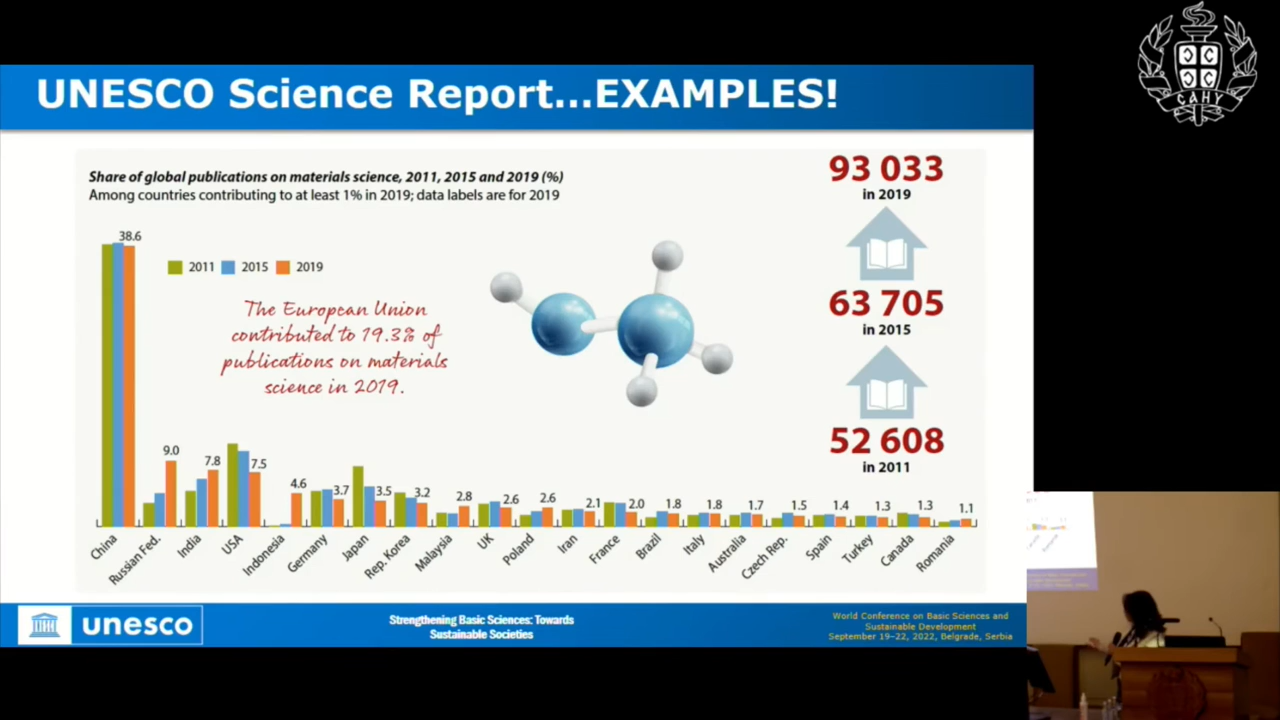 UNESCO Science Report...EXAMPLES!
Share of global publications on materials science, 2011, 2015 and 2019 (%)
Among countries contributing to at least 1% in 2019; data labels are for 2019
2011 2015 2019
The European Union
contributed to 19.3% of
publications on materials
science in 2019.
93 033
in 2019
63 705
in 2015
52 608
in 2011
38.6
9.0
7.8
7.5
4.6
3.7
3.5
3.2
2.8
2.6
2.6
2.1
2.0
1.8
1.8
1.7
1.5
1.4
1.3
1.3
1.1
China
Russian Fed.
India
USA
Indonesia
Germany
Japan
Rep. Korea
Malaysia
UK
Poland
Iran
France
Brazil
Italy
Australia
Czech Rep.
Spain
Turkey
Canada
Romania
unesco
Strengthening Basic Sciences: Towards
Sustainable Societies
World Conference on Basic Sciences and
Sustainable Development
September 19–22, 2022, Belgrade, Serbia
САНУ